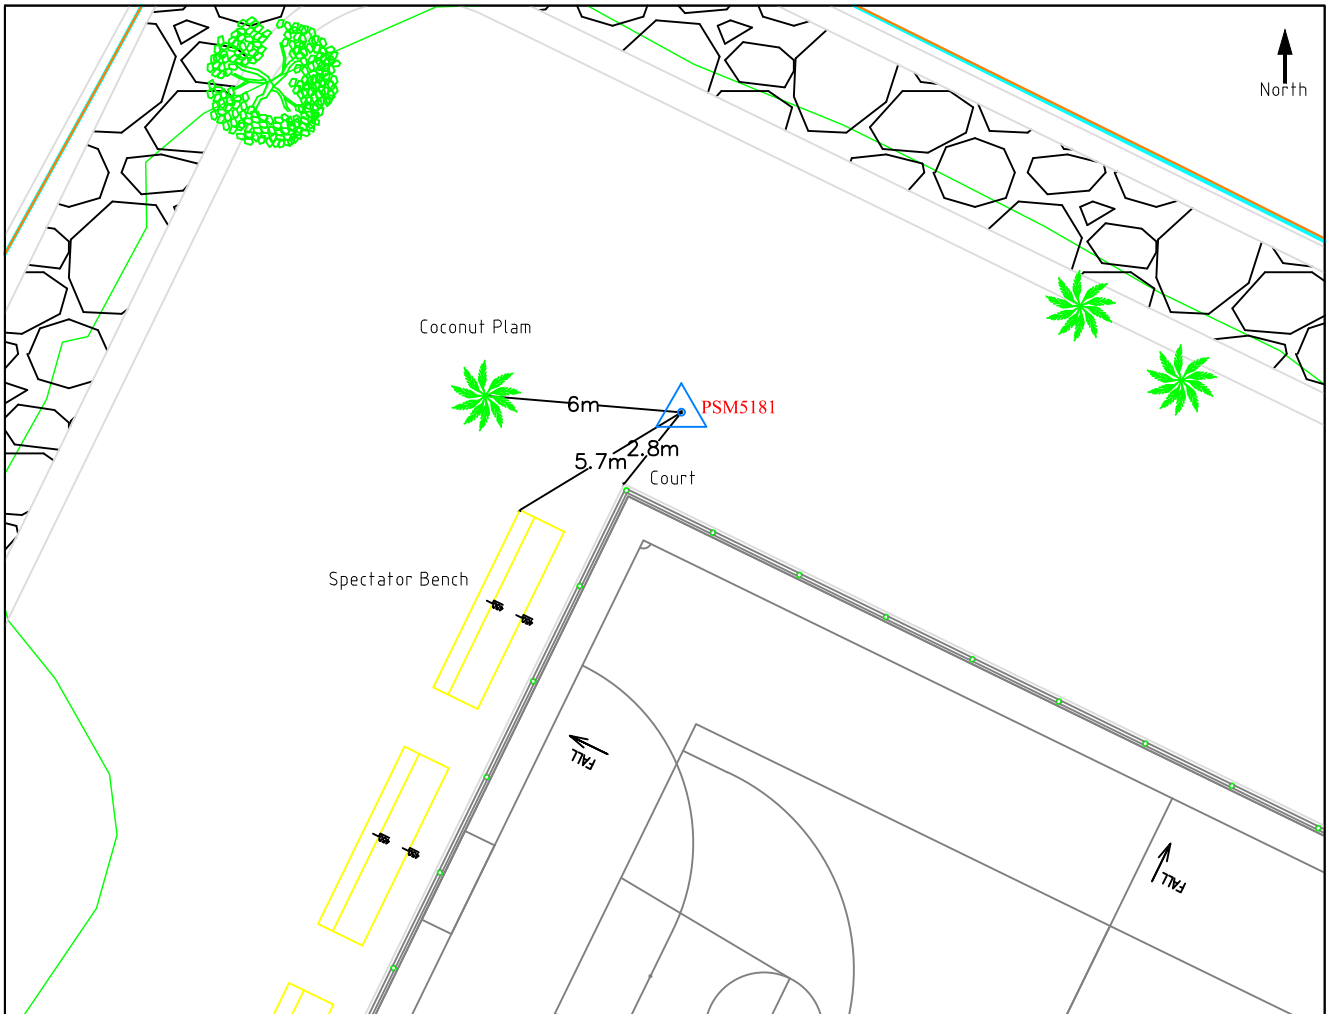 North
Coconut Plam
6m
PSM5181
2.8m
5.7m
Court
Spectator Bench
FALL
FALL